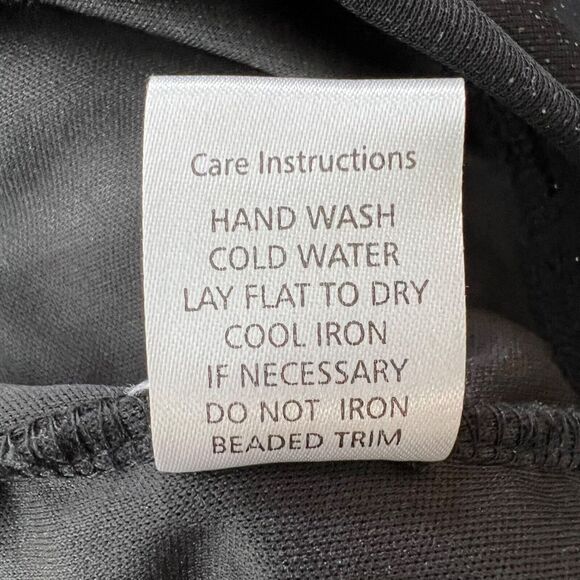 Care Instructions
HAND WASH
COLD WATER
LAY FLAT TO DRY
COOL IRON
IF NECESSARY
DO NOT IRON
BEADED TRIM